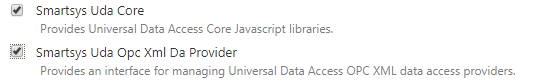 Smartsys Uda Core
Provides Universal Data Access Core Javascript libraries.
Smartsys Uda Opc Xml Da Provider
Provides an interface for managing Universal Data Access OPC XML data access providers.